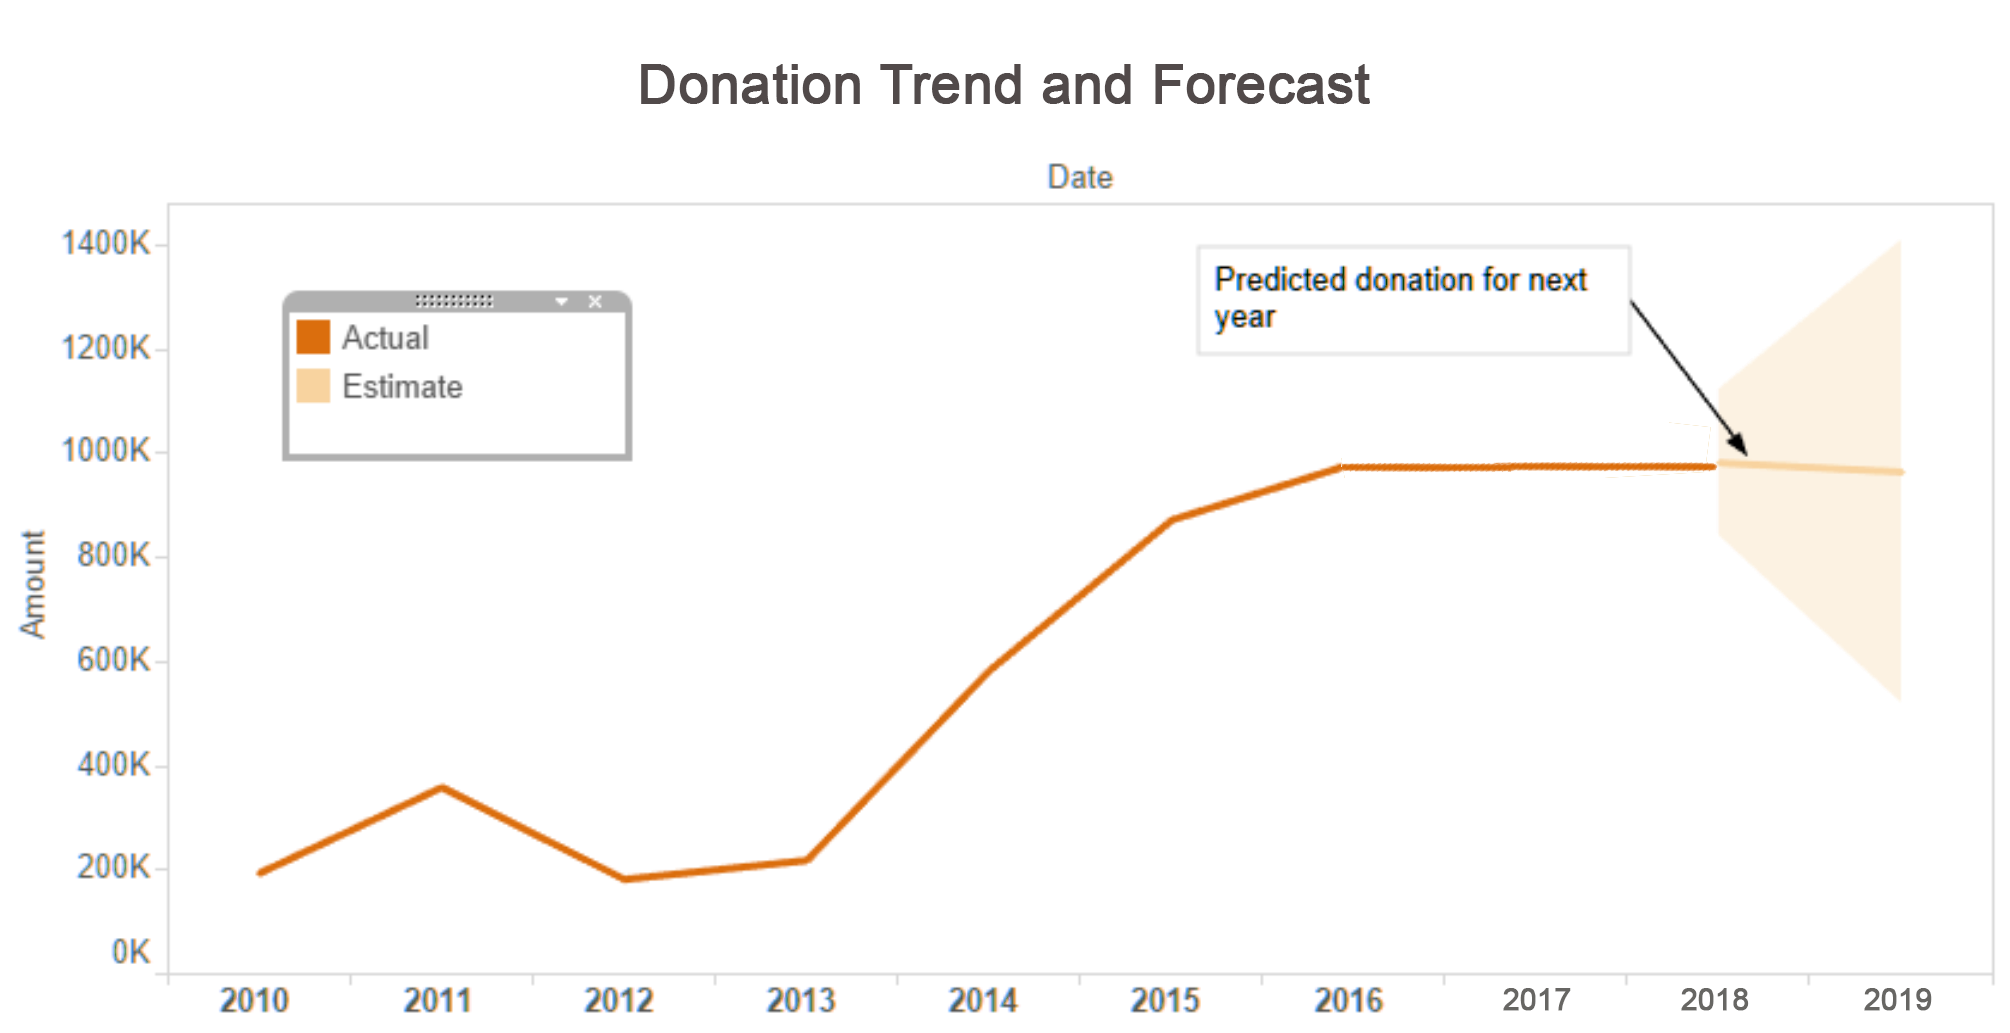 Donation Trend and Forecast
Date
1400K
1200K
1000K
800K
600K
400K
200K
0K
Amount
Actual
Estimate
Predicted donation for next
year
2010 2011 2012 2013 2014 2015 2016 2017 2018 2019